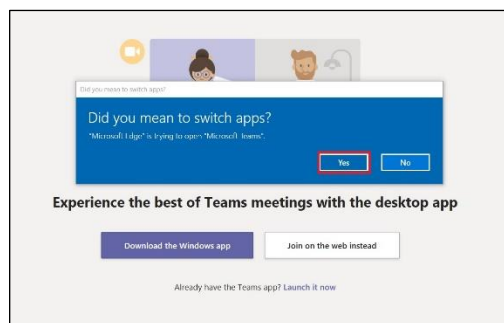 Did you mean to switch apps?
Did you mean to switch apps?
"Microsoft Edge" is trying to open "Microsoft Teams".
Yes No
Experience the best of Teams meetings with the desktop app
Download the Windows app Join on the web instead
Already have the Teams app? Launch it now